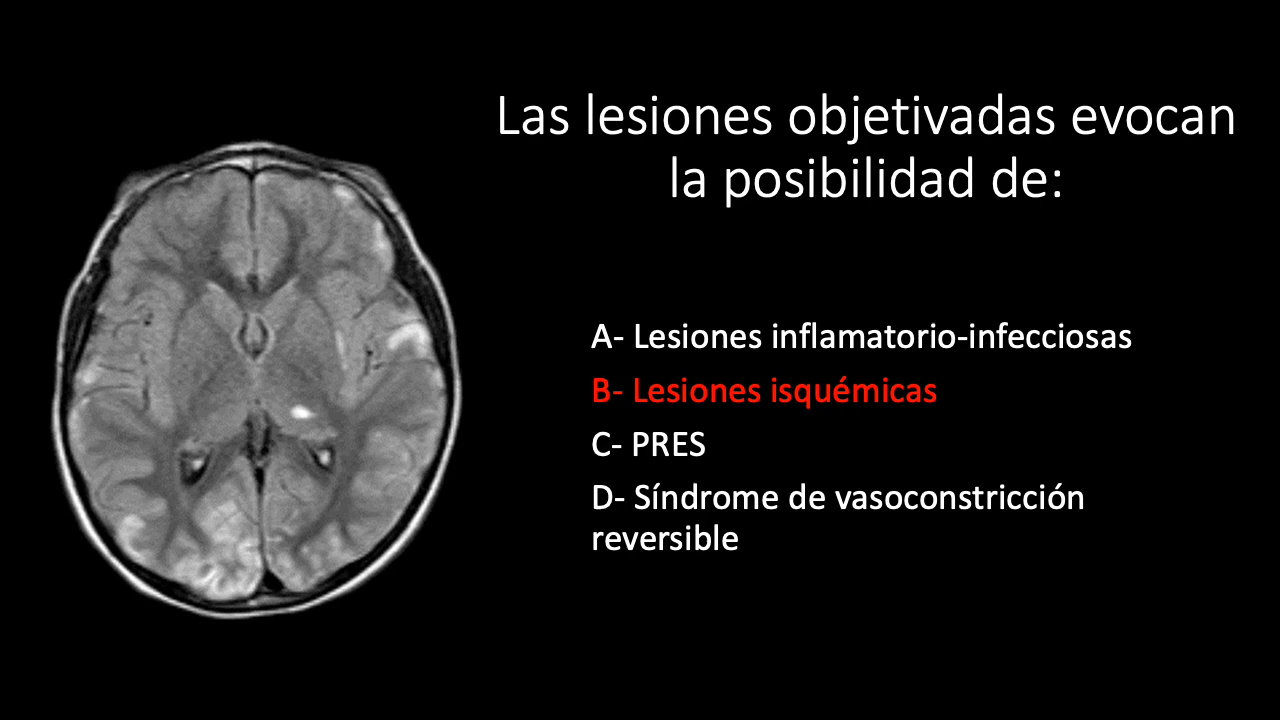 Las lesiones objetivadas evocan
la posibilidad de:
A- Lesiones inflamatorio-infecciosas
B- Lesiones isquémicas
C- PRES
D- Síndrome de vasoconstricción
reversible